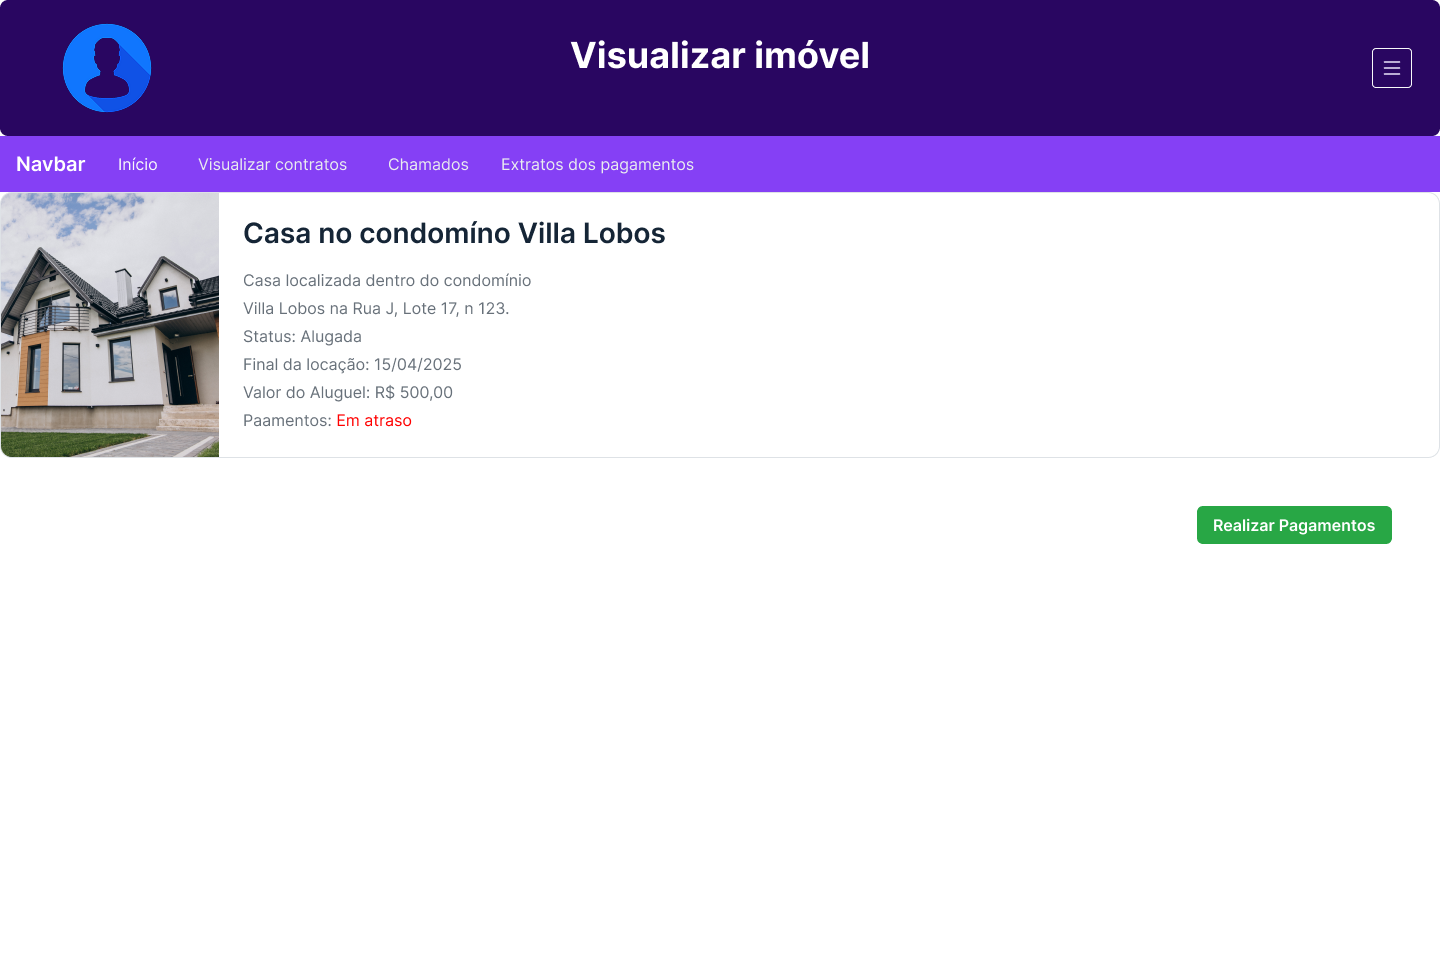 Visualizar imóvel
Navbar Início Visualizar contratos Chamados Extratos dos pagamentos
Casa no condomíno Villa Lobos
Casa localizada dentro do condomínio
Villa Lobos na Rua J, Lote 17, n 123.
Status: Alugada
Final da locação: 15/04/2025
Valor do Aluguel: R$ 500,00
Paamentos: Em atraso
Realizar Pagamentos